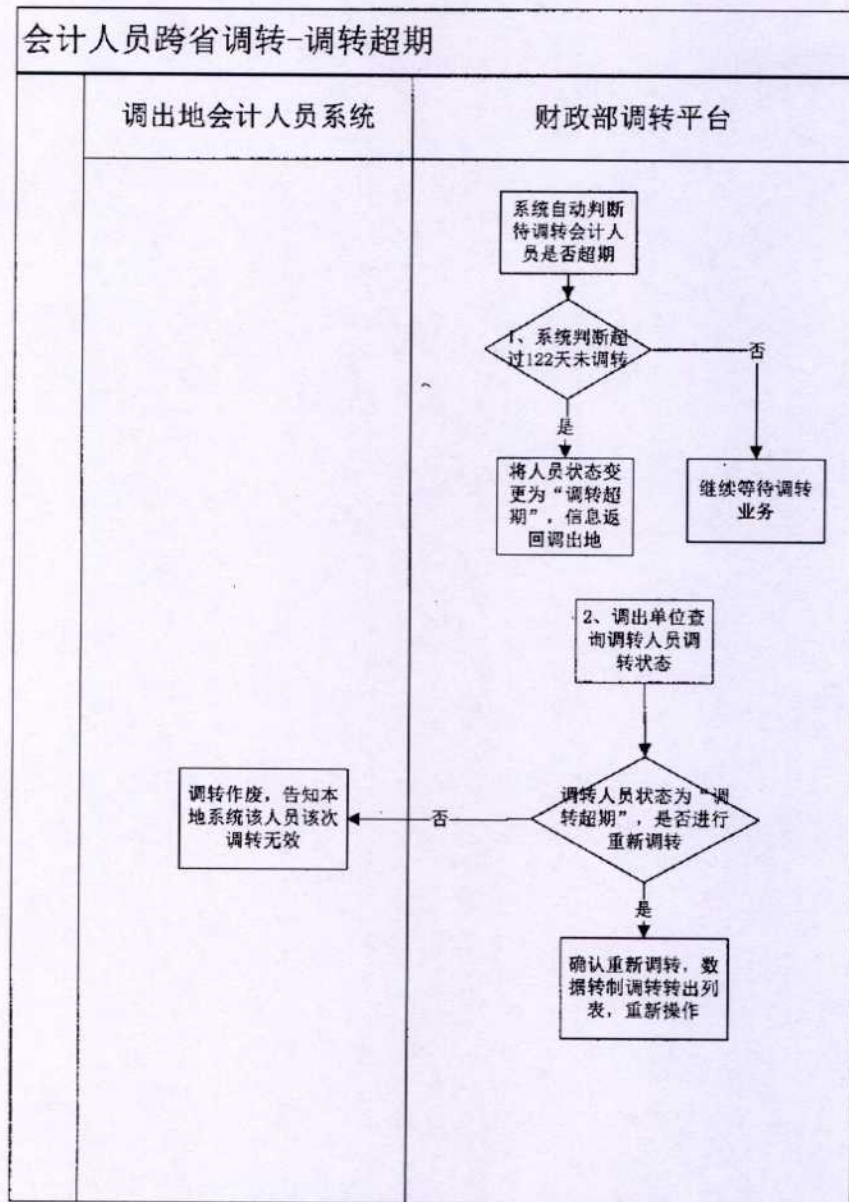 会计人员跨省调转-调转超期
调出地会计人员系统
财政部调转平台
系统自动判断
待调转会计人
员是否超期
1、系统判断超
过122天未调转
否
是
将人员状态变
更为“调转超
期”，信息返
回调出地
继续等待调转
业务
2、调出单位查
询调转人员调
转状态
调转人员状态为“调
转超期”，是否进行
重新调转
否
调转作废，告知本
地系统该人员该次
调转无效
是
确认重新调转，数
据转制调转转出列
表，重新操作